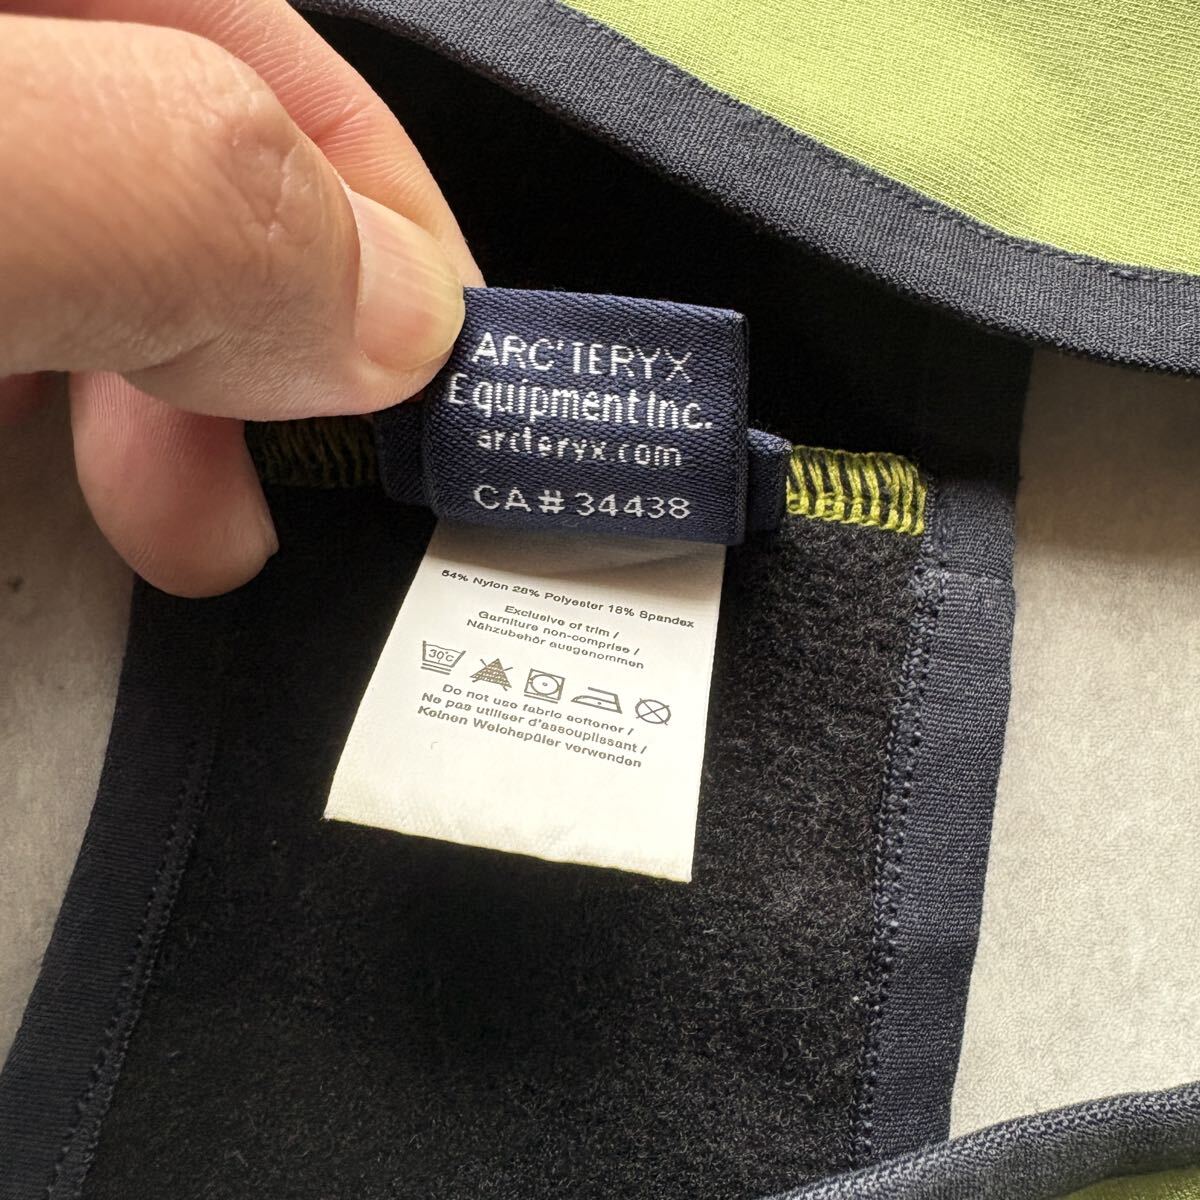 ARC'TERYX
Equipment Inc.
arcteryx.com
CA# 34438
54% Nylon 28% Polyester 18% Spandex
Exclusive of trim /
Garniture non-comprise /
Nähzubehör ausgenommen
30°C
Do not use fabric softener /
Ne pas utiliser d'assouplissant /
Keinen Weichspüler verwenden